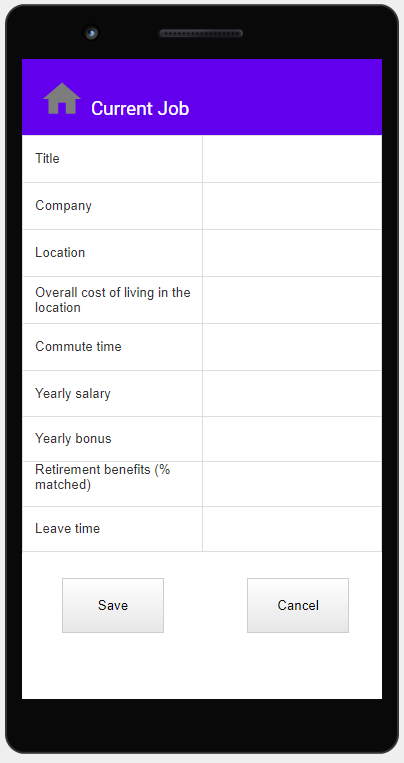 Current Job
Title
Company
Location
Overall cost of living in the
location
Commute time
Yearly salary
Yearly bonus
Retirement benefits (%
matched)
Leave time
Save
Cancel